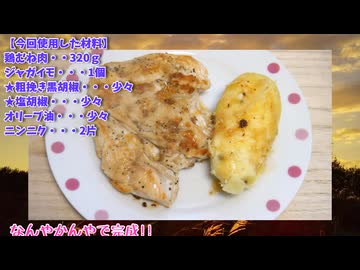 【今回使用した材料】
鶏むね肉・・320ｇ
ジャガイモ・・・1個
★粗挽き黒胡椒・・・少々
★塩胡椒・・・少々
オリーブ油・・・少々
ニンニク・・・2片
なんやかんやで完成!!